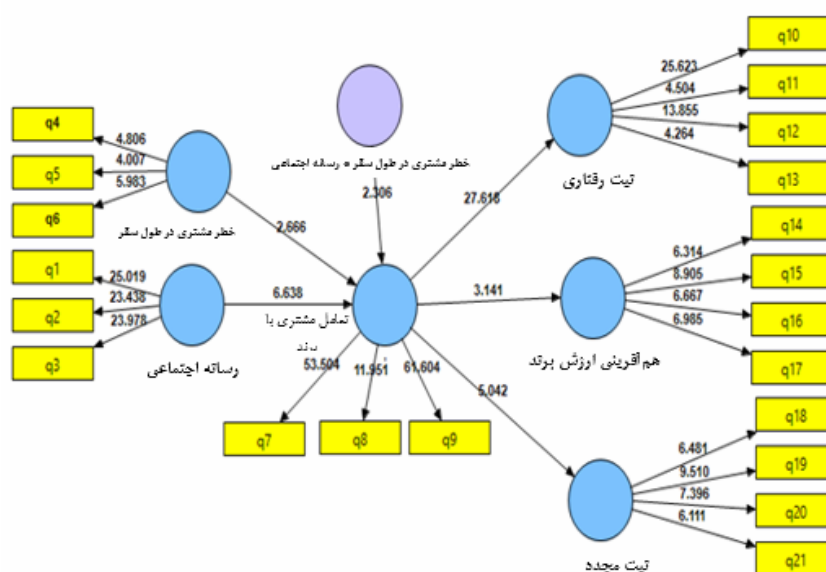 q10
25.623
q11
4.504
13.855
q12
4.264
q13
نیت رفتاری
خطر مشتری در طول سفر * رسانه اجتماعی
2.306
27.618
q4
4.806
q5
4.007
q6
5.983
خطر مشتری در طول سفر
2.666
q1
25.019
q2
23.438
q3
23.978
رسانه اجتماعی
6.638
تعامل مشتری با
برند
53.504
11.951
61.604
q7
q8
q9
3.141
q14
6.314
q15
8.905
q16
6.667
q17
6.985
هم آفرینی ارزش برند
5.042
q18
6.481
q19
9.510
q20
7.396
q21
6.111
نیت مجدد